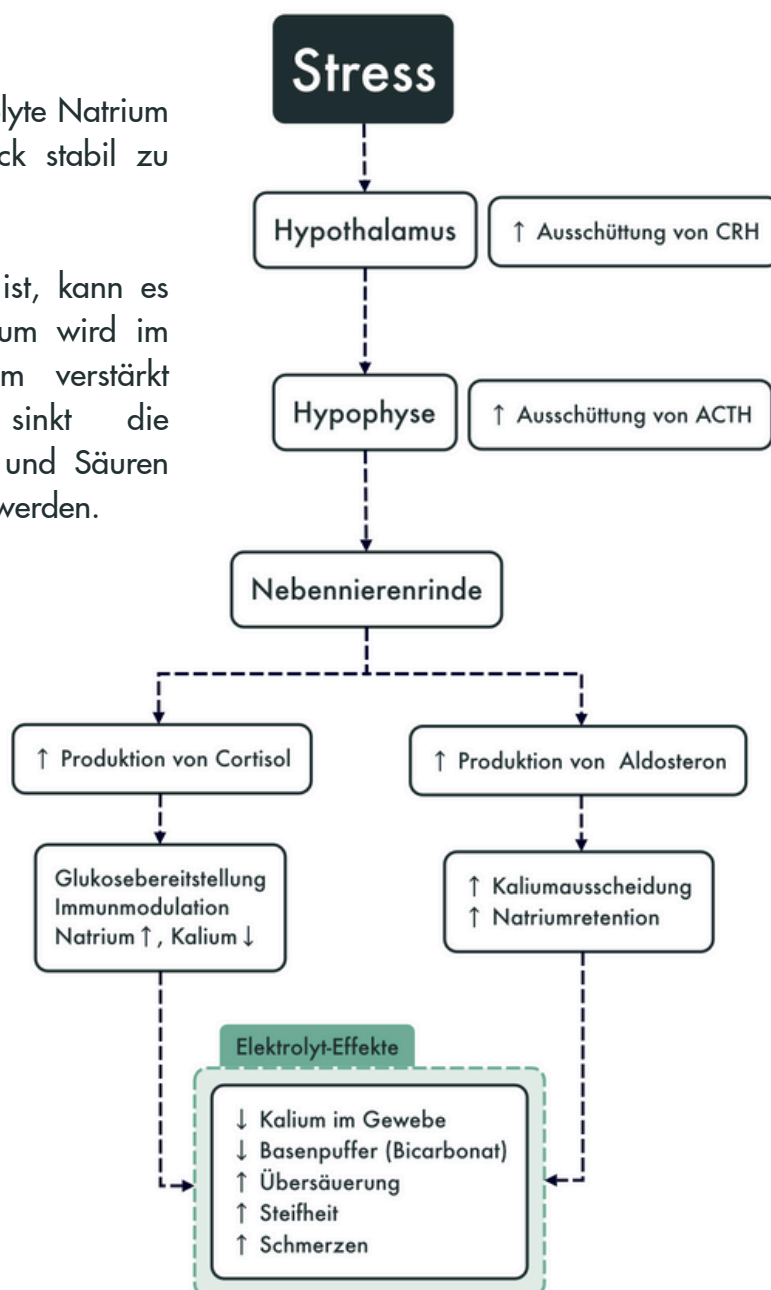 Stress
lyte Natrium
ck stabil zu
ist, kann es
um wird im
m verstärkt
sinkt die
und Säuren
werden.
Hypothalamus
↑ Ausschüttung von CRH
Hypophyse
↑ Ausschüttung von ACTH
Nebennierenrinde
↑ Produktion von Cortisol
↑ Produktion von Aldosteron
Glukosebereitstellung
Immunmodulation
Natrium ↑, Kalium ↓
↑ Kaliumausscheidung
↑ Natriumretention
Elektrolyt-Effekte
↓ Kalium im Gewebe
↓ Basenpuffer (Bicarbonat)
↑ Übersäuerung
↑ Steifheit
↑ Schmerzen